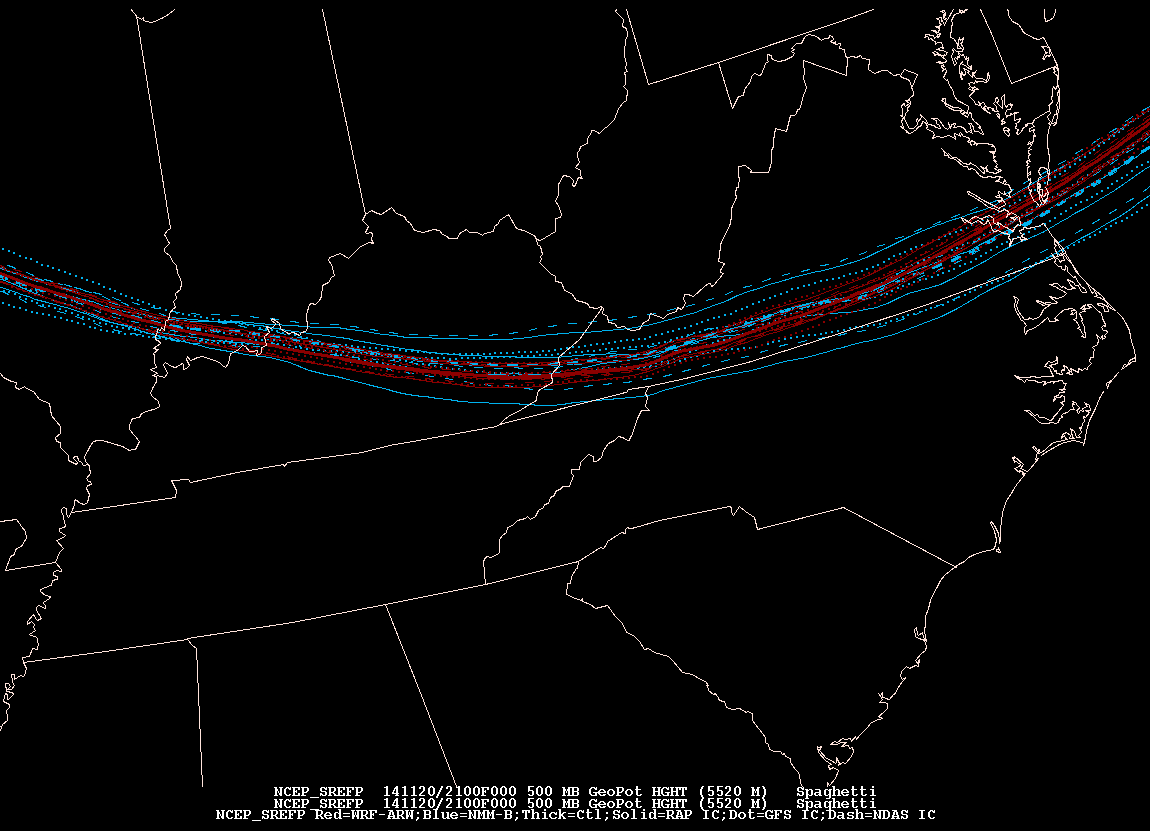 NCEP_SREFP  141120/2100F000 500 MB GeoPot HGHT (5520 M)   Spaghetti
NCEP_SREFP  141120/2100F000 500 MB GeoPot HGHT (5520 M)   Spaghetti
NCEP_SREFP Red=WRF-ARW;Blue=NMM-B;Thick=Ctl;Solid=RAP IC;Dot=GFS IC;Dash=NDAS IC